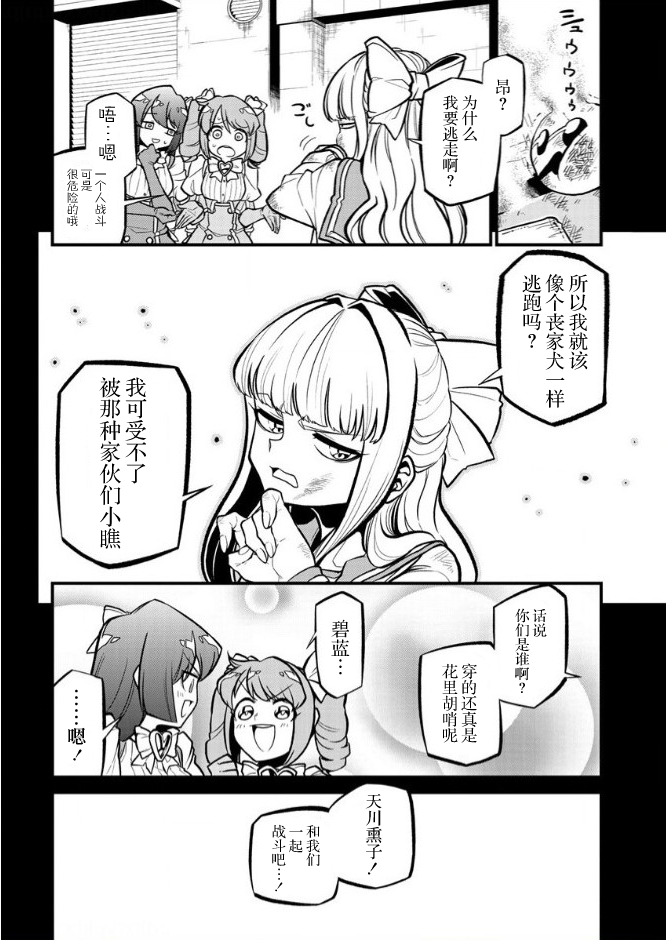 シュウウウゥ
昂？
为什么
我要逃走啊？
ごし
唔…嗯
一个人战斗
可是
很危险的哦
所以我就该
像个丧家犬一样
逃跑吗？
我可受不了
被那种家伙们小瞧
话说
你们是谁啊？
穿的还真是
花里胡哨呢
碧蓝…
……嗯！
天川薰子！
和我们
一起
战斗吧…！